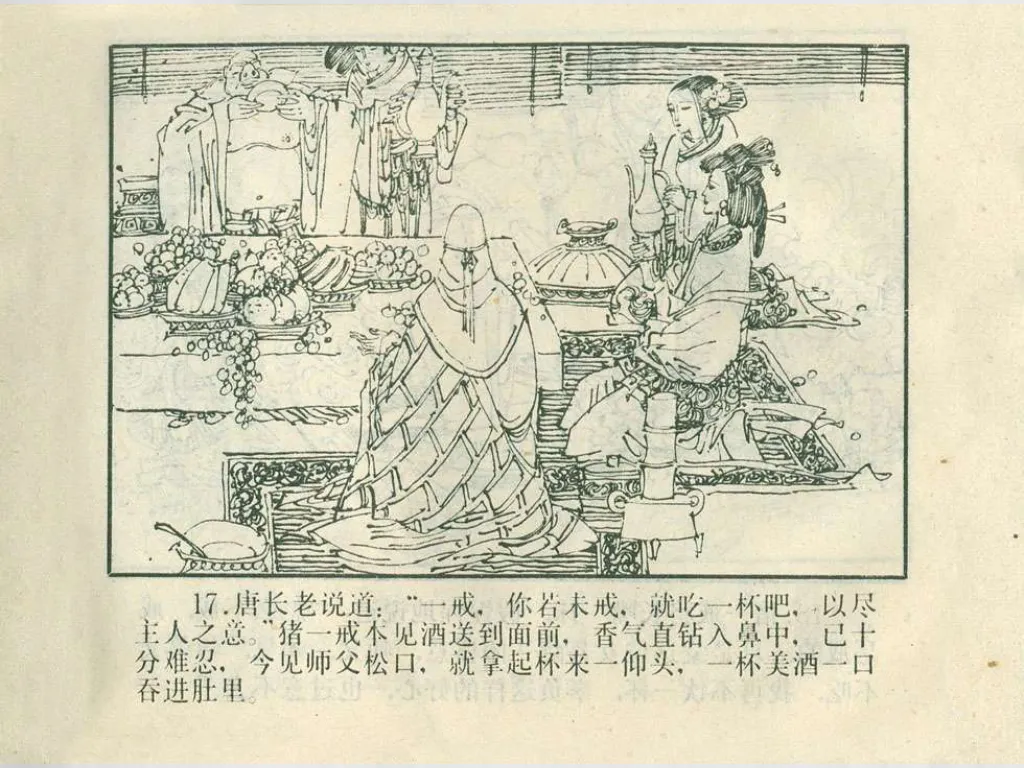 17.唐长老说道：“一戒，你若未戒，就吃一杯吧，以尽
主人之意。”猪一戒本见酒送到面前，香气直钻入鼻中，已十
分难忍，今见师父松口，就拿起杯来一仰头，一杯美酒一口
吞进肚里。